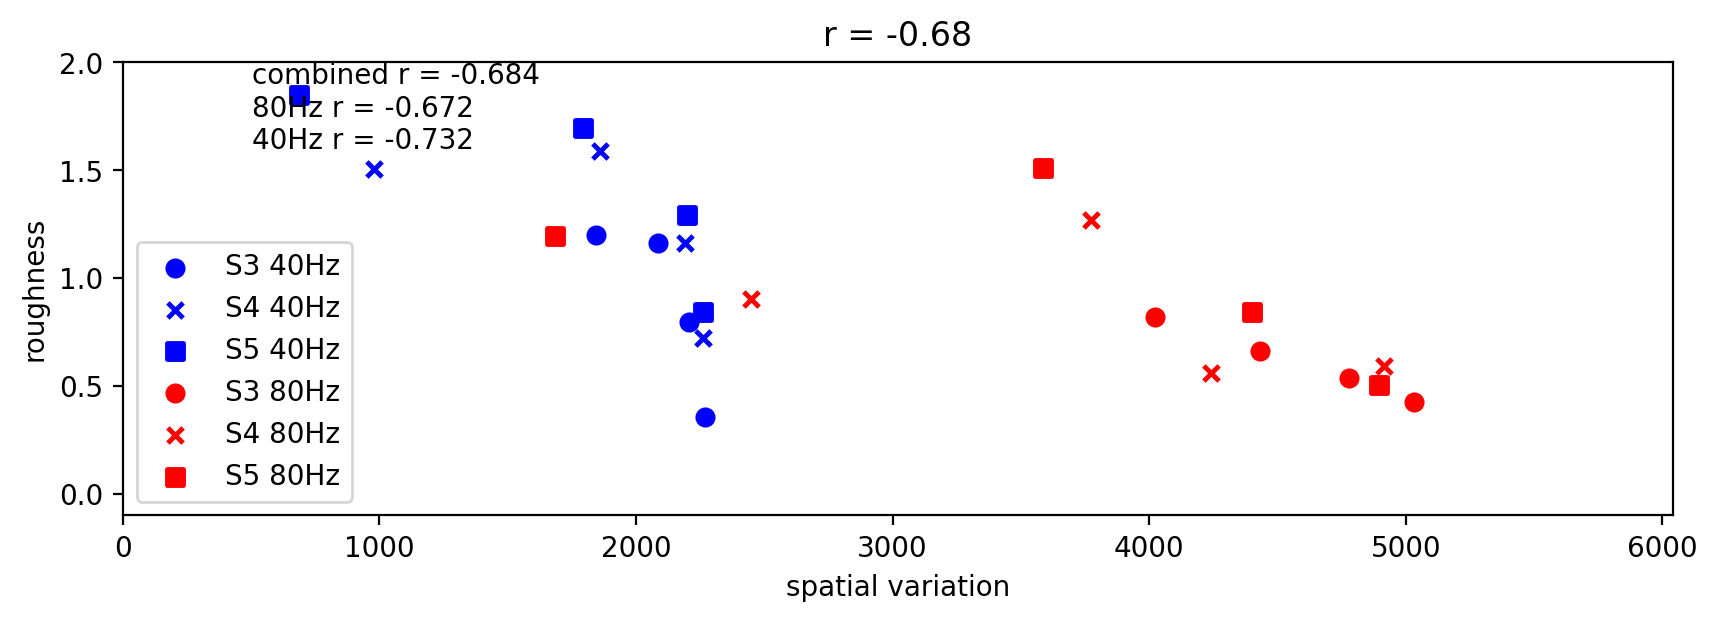 r = -0.68
combined r = -0.684
80Hz r = -0.672
40Hz r = -0.732
roughness
2.0
1.5
1.0
0.5
0.0
S3 40Hz
S4 40Hz
S5 40Hz
S3 80Hz
S4 80Hz
S5 80Hz
0 1000 2000 3000 4000 5000 6000
spatial variation